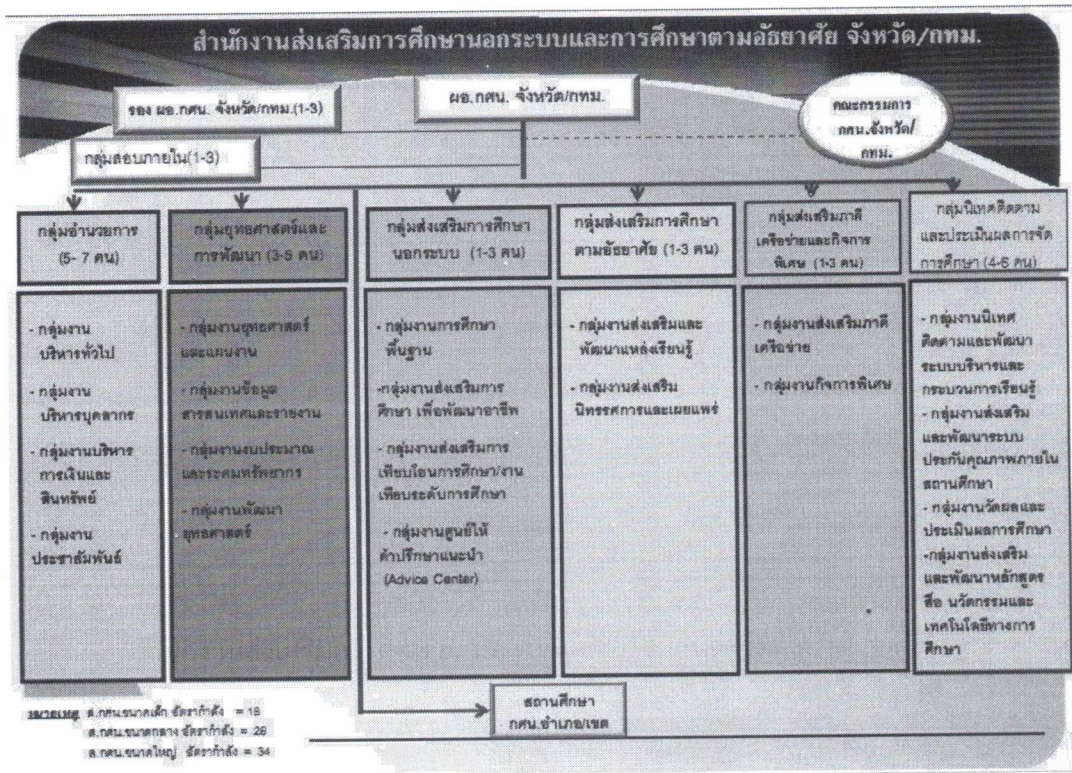 สำนักงานส่งเสริมการศึกษานอกระบบและการศึกษาตามอัธยาศัย จังหวัด/กทม.
รอง ผอ.กศน. จังหวัด/กทม.(1-3)
ผอ.กศน. จังหวัด/กทม.
คณะกรรมการ
กศน.จังหวัด/
กทม.
กลุ่มสอบภายใน(1-3)
กลุ่มอำนวยการ
(5- 7 คน)
กลุ่มยุทธศาสตร์และ
การพัฒนา (3-5 คน)
กลุ่มส่งเสริมการศึกษา
นอกระบบ (1-3 คน)
กลุ่มส่งเสริมการศึกษา
ตามอัธยาศัย (1-3 คน)
กลุ่มส่งเสริมภาคี
เครือข่ายและกิจการ
พิเศษ (1-3 คน)
กลุ่มนิเทศติดตาม
และประเมินผลการจัด
การศึกษา (4-6 คน)
- กลุ่มงาน
บริหารทั่วไป
- กลุ่มงาน
บริหารบุคลากร
- กลุ่มงานบริหาร
การเงินและ
สินทรัพย์
- กลุ่มงาน
ประชาสัมพันธ์
- กลุ่มงานยุทธศาสตร์
และแผนงาน
- กลุ่มงานข้อมูล
สารสนเทศและรายงาน
- กลุ่มงานงบประมาณ
และระดมทรัพยากร
- กลุ่มงานพัฒนา
ยุทธศาสตร์
- กลุ่มงานการศึกษา
พื้นฐาน
-กลุ่มงานส่งเสริมการ
ศึกษา เพื่อพัฒนาอาชีพ
- กลุ่มงานส่งเสริมการ
เทียบโอนการศึกษา/งาน
เทียบระดับการศึกษา
- กลุ่มงานศูนย์ให้
คำปรึกษาแนะนำ
(Advice Center)
- กลุ่มงานส่งเสริมและ
พัฒนาแหล่งเรียนรู้
- กลุ่มงานส่งเสริม
นิทรรศการและเผยแพร่
- กลุ่มงานส่งเสริมภาคี
เครือข่าย
- กลุ่มงานกิจการพิเศษ
- กลุ่มงานนิเทศ
ติดตามและพัฒนา
ระบบบริหารและ
กระบวนการเรียนรู้
- กลุ่มงานส่งเสริม
และพัฒนาระบบ
ประกันคุณภาพภายใน
สถานศึกษา
- กลุ่มงานวัดผลและ
ประเมินผลการศึกษา
-กลุ่มงานส่งเสริม
และพัฒนาหลักสูตร
สื่อ นวัตกรรมและ
เทคโนโลยีทางการ
ศึกษา
สถานศึกษา
กศน.อำเภอ/เขต
หมายเหตุ ส.กศน.ขนาดเล็ก อัตรากำลัง = 18
ส.กศน.ขนาดกลาง อัตรากำลัง = 26
ส.กศน.ขนาดใหญ่ อัตรากำลัง = 34